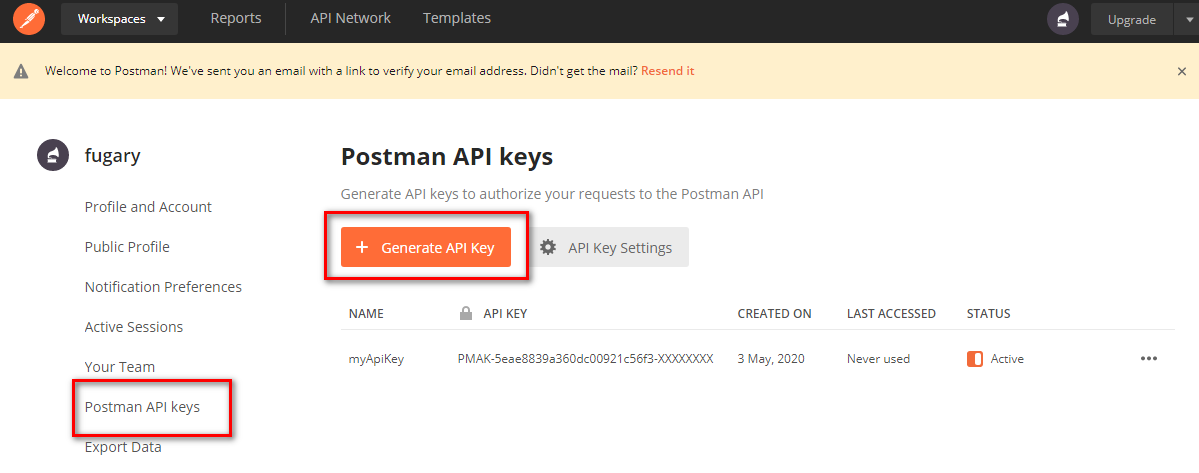 Workspaces Reports API Network Templates Upgrade
Welcome to Postman! We've sent you an email with a link to verify your email address. Didn't get the mail? Resend it
fugary
Profile and Account
Public Profile
Notification Preferences
Active Sessions
Your Team
Postman API keys
Export Data
Postman API keys
Generate API keys to authorize your requests to the Postman API
Generate API Key API Key Settings
NAME API KEY CREATED ON LAST ACCESSED STATUS
myApiKey PMAK-5eae8839a360dc00921c56f3-XXXXXXXX 3 May, 2020 Never used Active